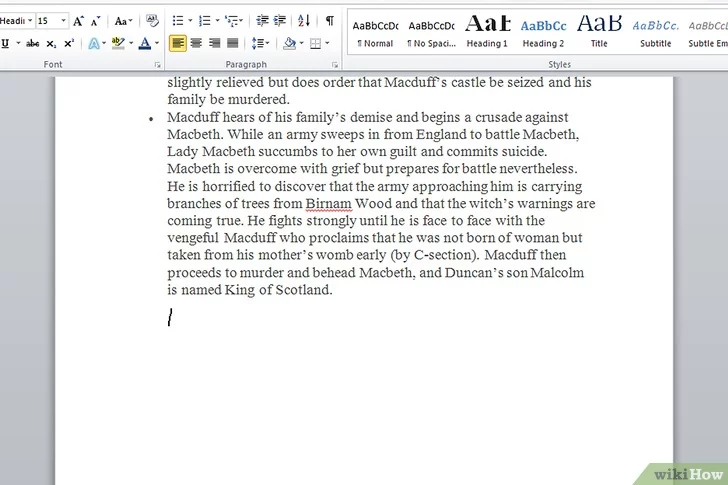 Headi 15 A A Aa
AaBbCcDc AaBbCcDc AaBbC AaBbCc AaB AaBbCc. AaBbCc
U abc x₂ x² A ab A
¶ Normal ¶ No Spaci... Heading 1 Heading 2 Title Subtitle Subtle Em
Font Paragraph Styles
slightly relieved but does order that Macduff's castle be seized and his
family be murdered.
• Macduff hears of his family's demise and begins a crusade against
Macbeth. While an army sweeps in from England to battle Macbeth,
Lady Macbeth succumbs to her own guilt and commits suicide.
Macbeth is overcome with grief but prepares for battle nevertheless.
He is horrified to discover that the army approaching him is carrying
branches of trees from Birnam Wood and that the witch's warnings are
coming true. He fights strongly until he is face to face with the
vengeful Macduff who proclaims that he was not born of woman but
taken from his mother's womb early (by C-section). Macduff then
proceeds to murder and behead Macbeth, and Duncan's son Malcolm
is named King of Scotland.
wikiHow